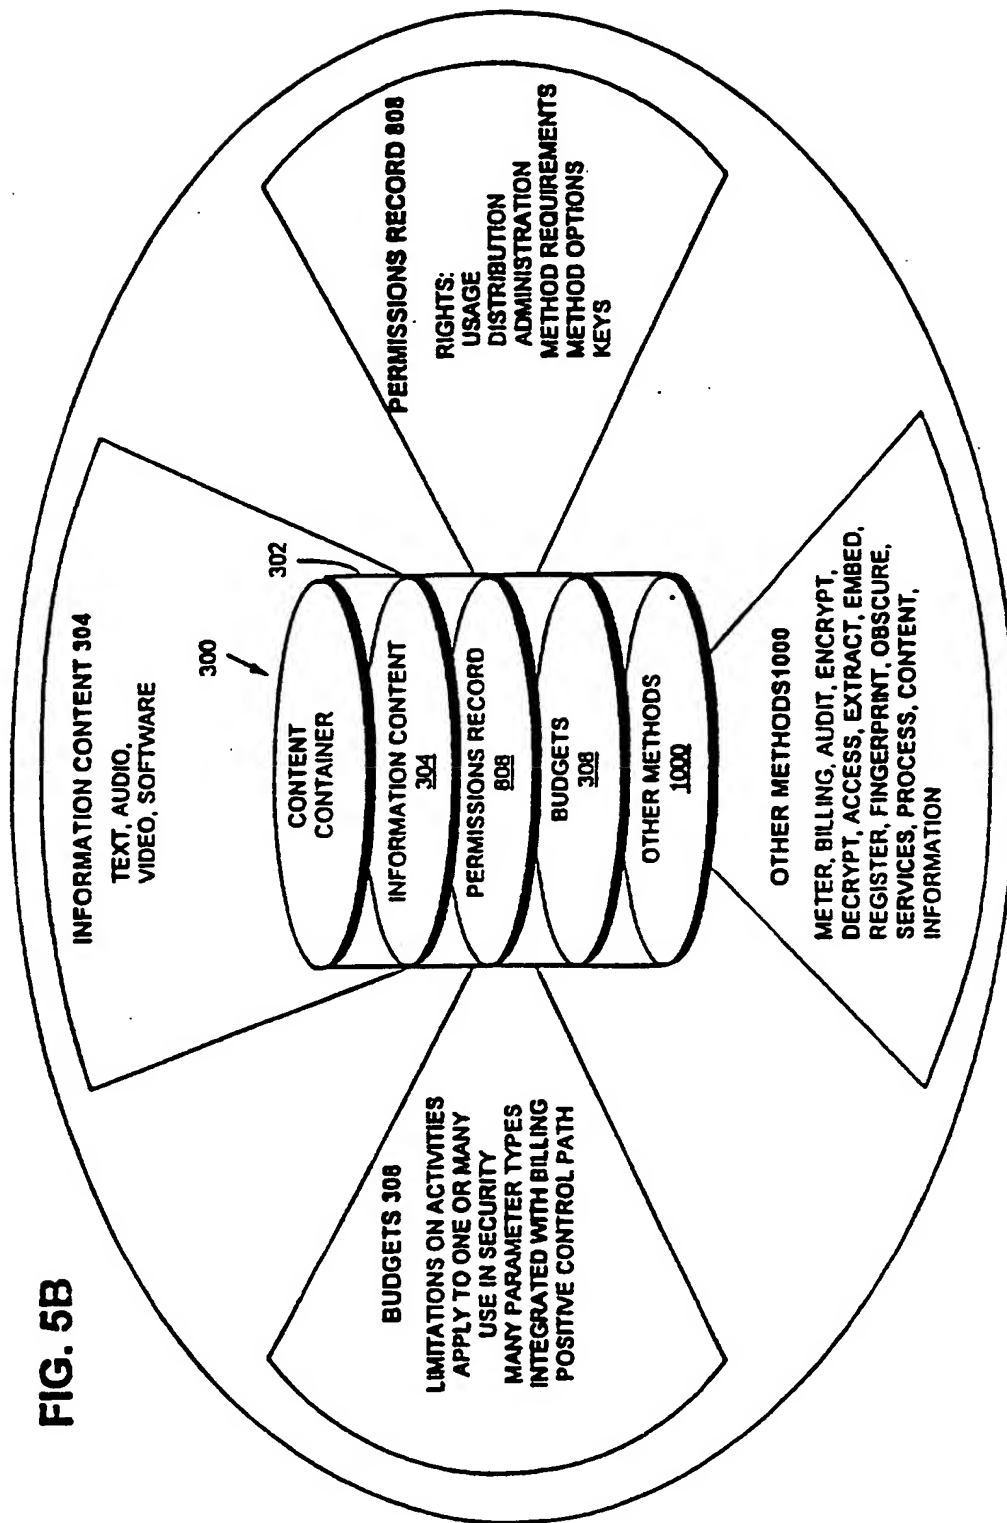 FIG. 5B
INFORMATION CONTENT 304
TEXT, AUDIO,
VIDEO, SOFTWARE
BUDGETS 308
LIMITATIONS ON ACTIVITIES
APPLY TO ONE OR MANY
USE IN SECURITY
MANY PARAMETER TYPES
INTEGRATED WITH BILLING
POSITIVE CONTROL PATH
300
302
CONTENT
CONTAINER
INFORMATION CONTENT
304
PERMISSIONS RECORD
808
BUDGETS
308
OTHER METHODS
1000
PERMISSIONS RECORD 808
RIGHTS:
USAGE
DISTRIBUTION
ADMINISTRATION
METHOD REQUIREMENTS
METHOD OPTIONS
KEYS
OTHER METHODS1000
METER, BILLING, AUDIT, ENCRYPT,
DECRYPT, ACCESS, EXTRACT, EMBED,
REGISTER, FINGERPRINT, OBSCURE,
SERVICES, PROCESS, CONTENT,
INFORMATION